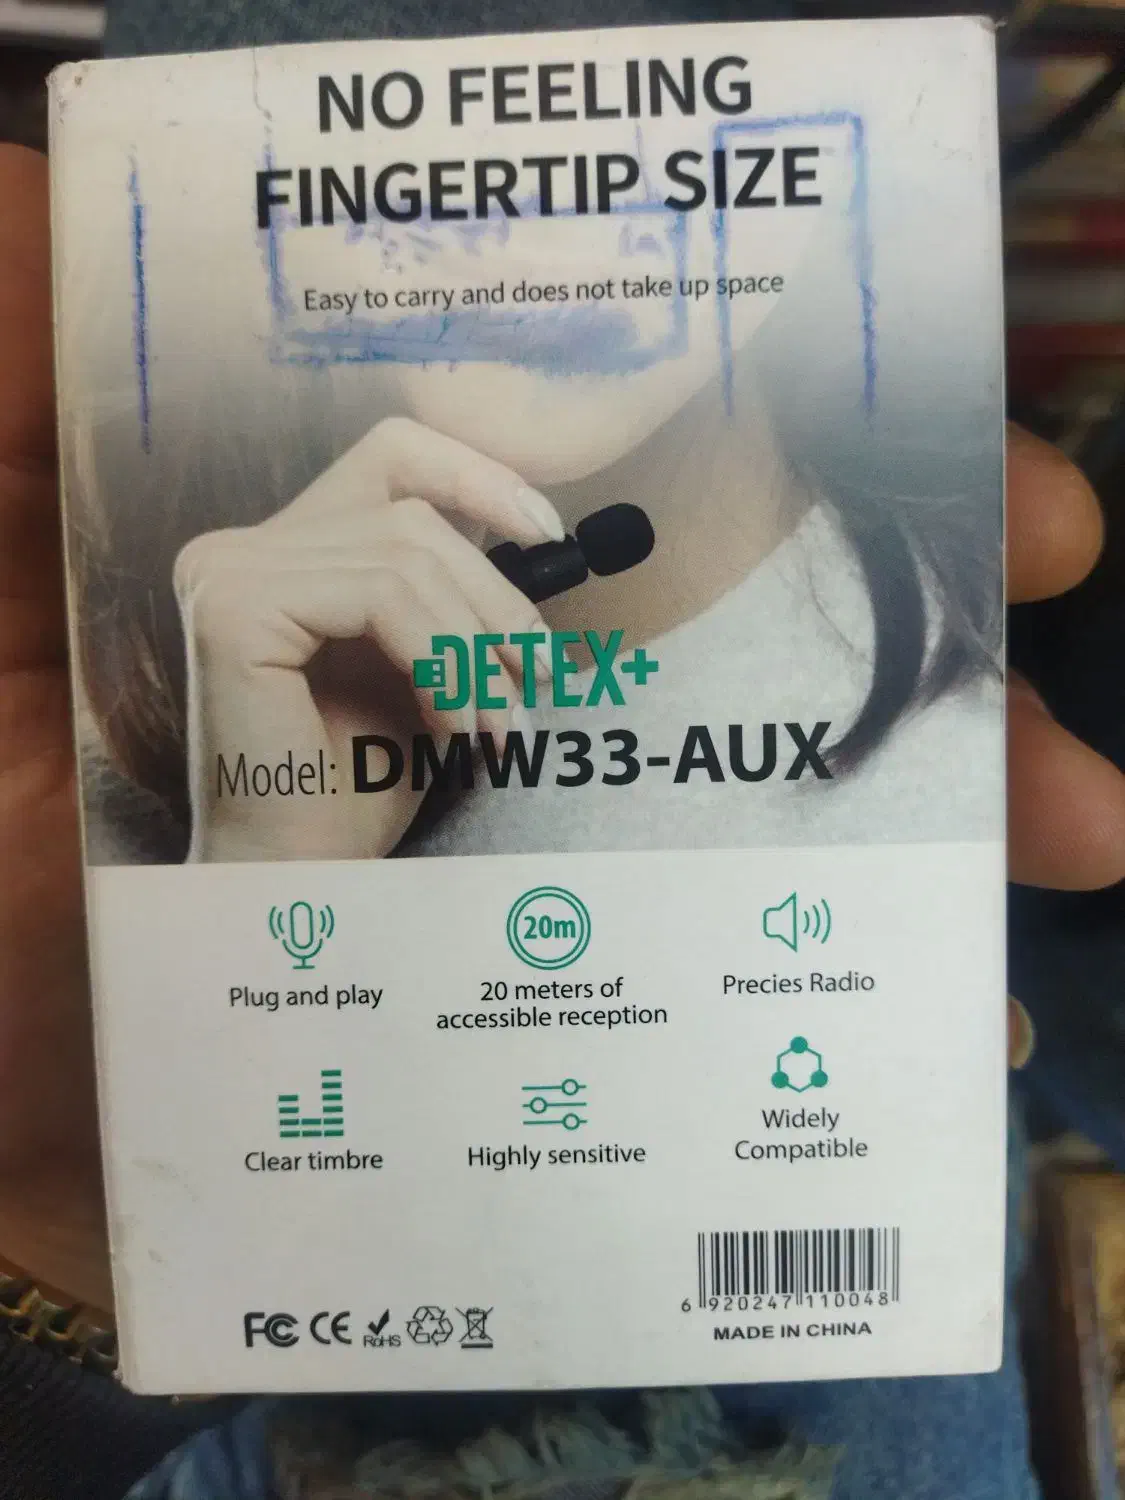 NO FEELING
FINGERTIP SIZE
Easy to carry and does not take up space
DETEX+
Model: DMW33-AUX
Plug and play
20m
20 meters of
accessible reception
Precies Radio
Clear timbre
Highly sensitive
Widely
Compatible
6 920247 110048
MADE IN CHINA
FC CE RoHS